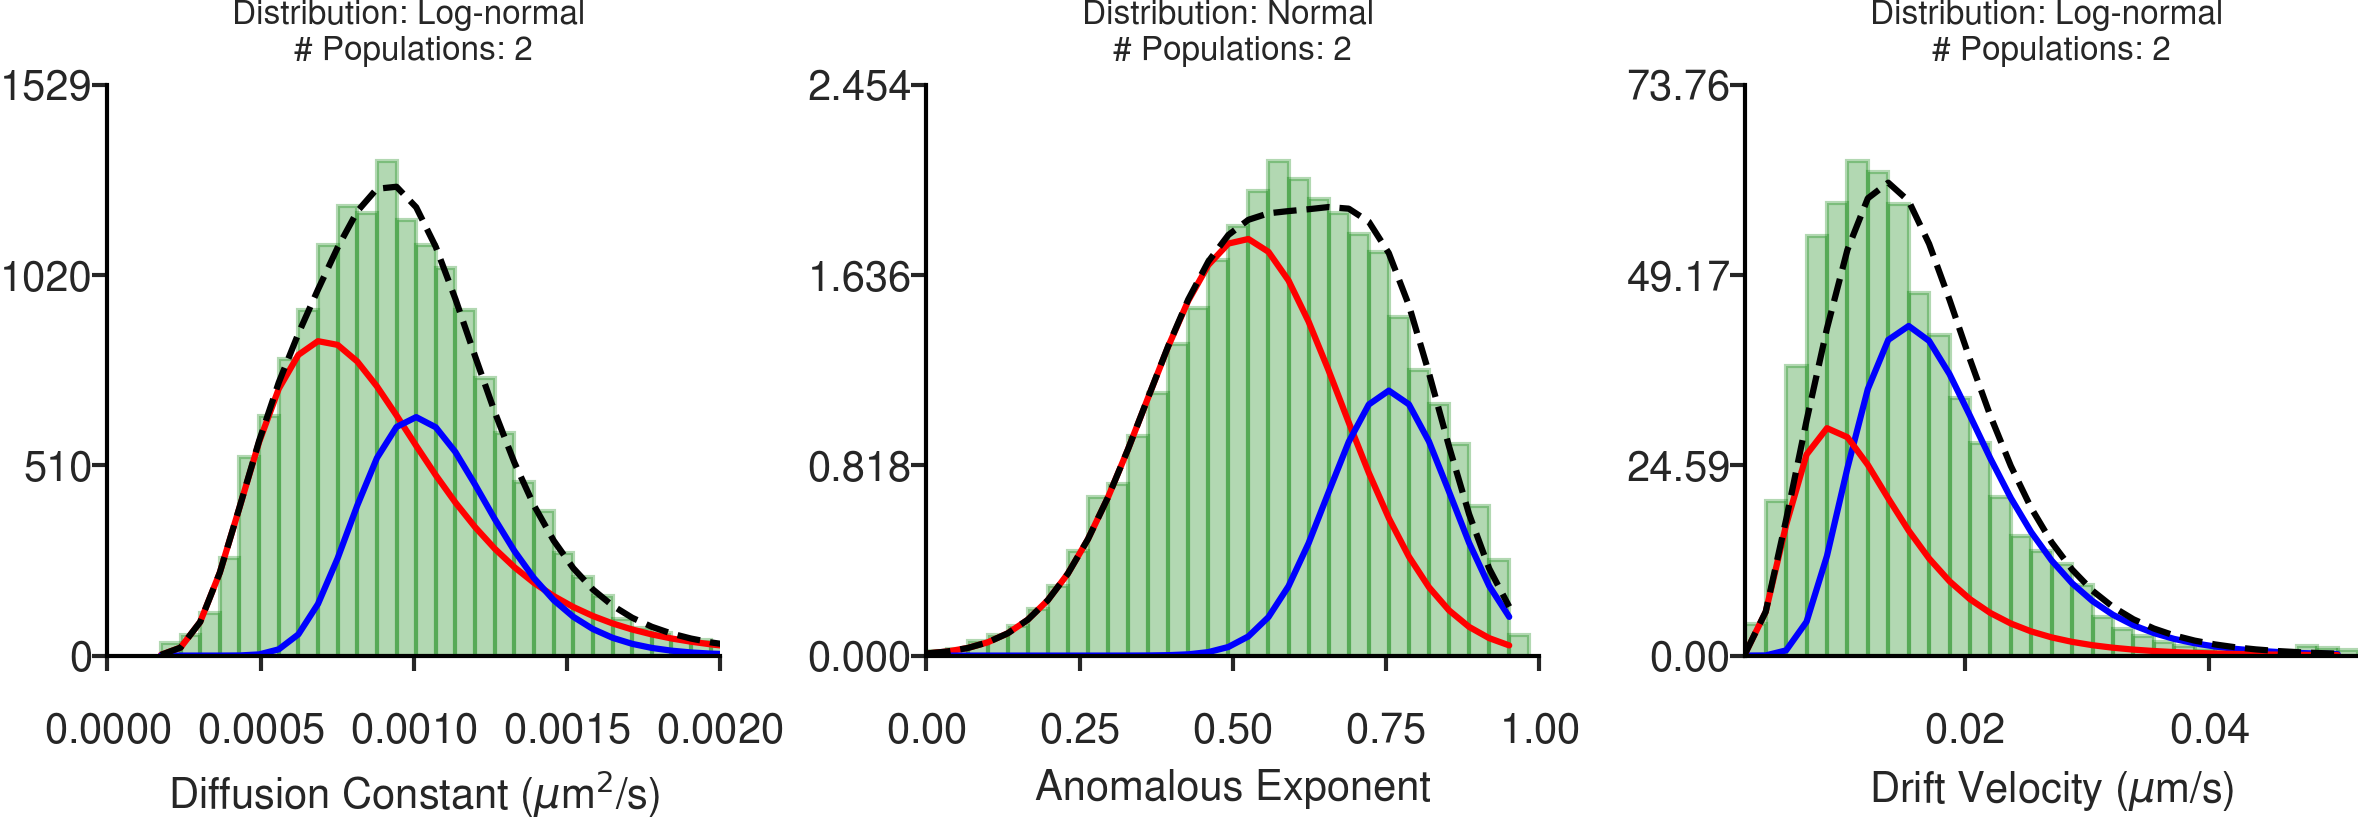 Distribution: Log-normal
# Populations: 2
1529
1020
510
0
0.0000 0.0005 0.0010 0.0015 0.0020
Diffusion Constant (μm²/s)
Distribution: Normal
# Populations: 2
2.454
1.636
0.818
0.000
0.00 0.25 0.50 0.75 1.00
Anomalous Exponent
Distribution: Log-normal
# Populations: 2
73.76
49.17
24.59
0.00
0.02 0.04
Drift Velocity (μm/s)